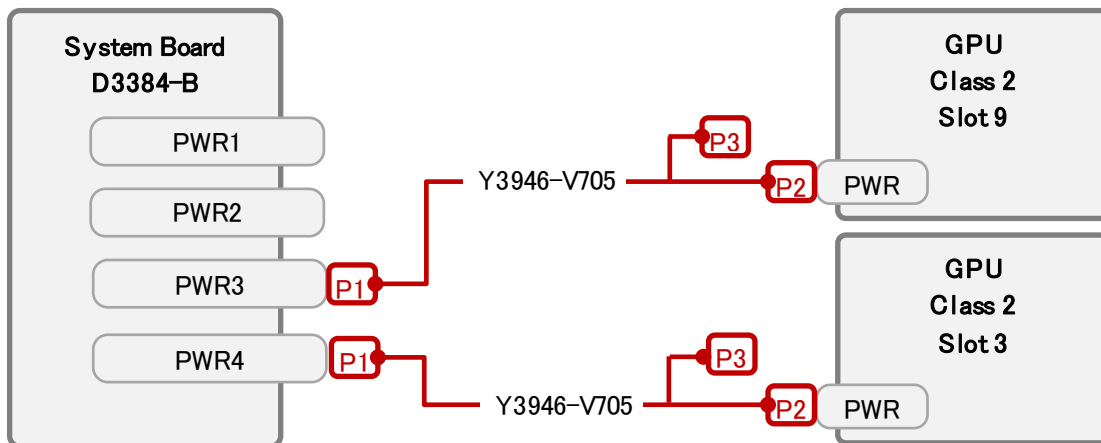 System Board
D3384-B
PWR1
PWR2
PWR3
PWR4
P1
P1
Y3946-V705
P3
P2
PWR
GPU
Class 2
Slot 9
Y3946-V705
P3
P2
PWR
GPU
Class 2
Slot 3